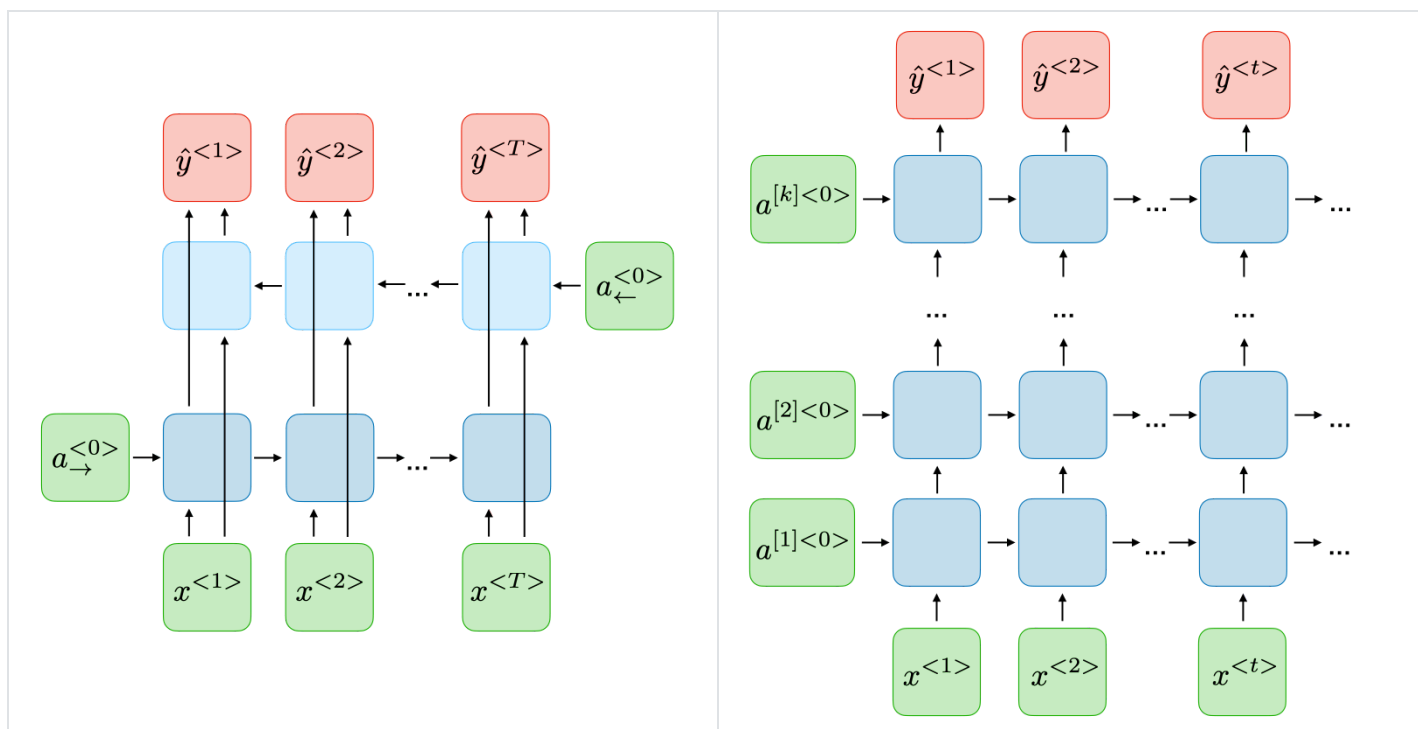 ŷ<1> ŷ<2> ŷ<T>
a←<0>
...
a→<0>
...
x<1> x<2> x<T>
ŷ<1> ŷ<2> ŷ<t>
a[k]<0> ... ...
... ... ...
a[2]<0> ... ...
a[1]<0> ... ...
x<1> x<2> x<t>